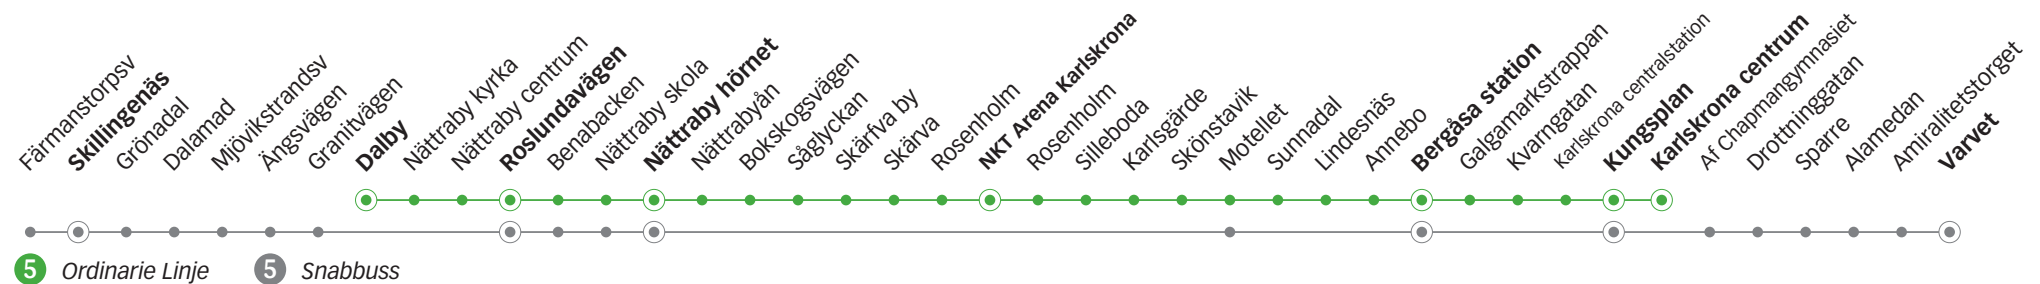 Färmanstorpsv
Skillingenäs
Grönadal
Dalamad
Mjövikstrandsv
Ängsvägen
Granitvägen
Dalby
Nättraby kyrka
Nättraby centrum
Roslundavägen
Benabacken
Nättraby skola
Nättraby hörnet
Nättrabyån
Bokskogsvägen
Såglyckan
Skärfva by
Skärva
Rosenholm
NKT Arena Karlskrona
Rosenholm
Silleboda
Karlsgärde
Skönstavik
Motellet
Sunnadal
Lindesnäs
Annebo
Bergåsa station
Galgamarkstrappan
Kvarngatan
Karlskrona centralstation
Kungsplan
Karlskrona centrum
Af Chapmangymnasiet
Drottninggatan
Sparre
Alamedan
Amiralitetstorget
Varvet
5 Ordinarie Linje
5 Snabbuss